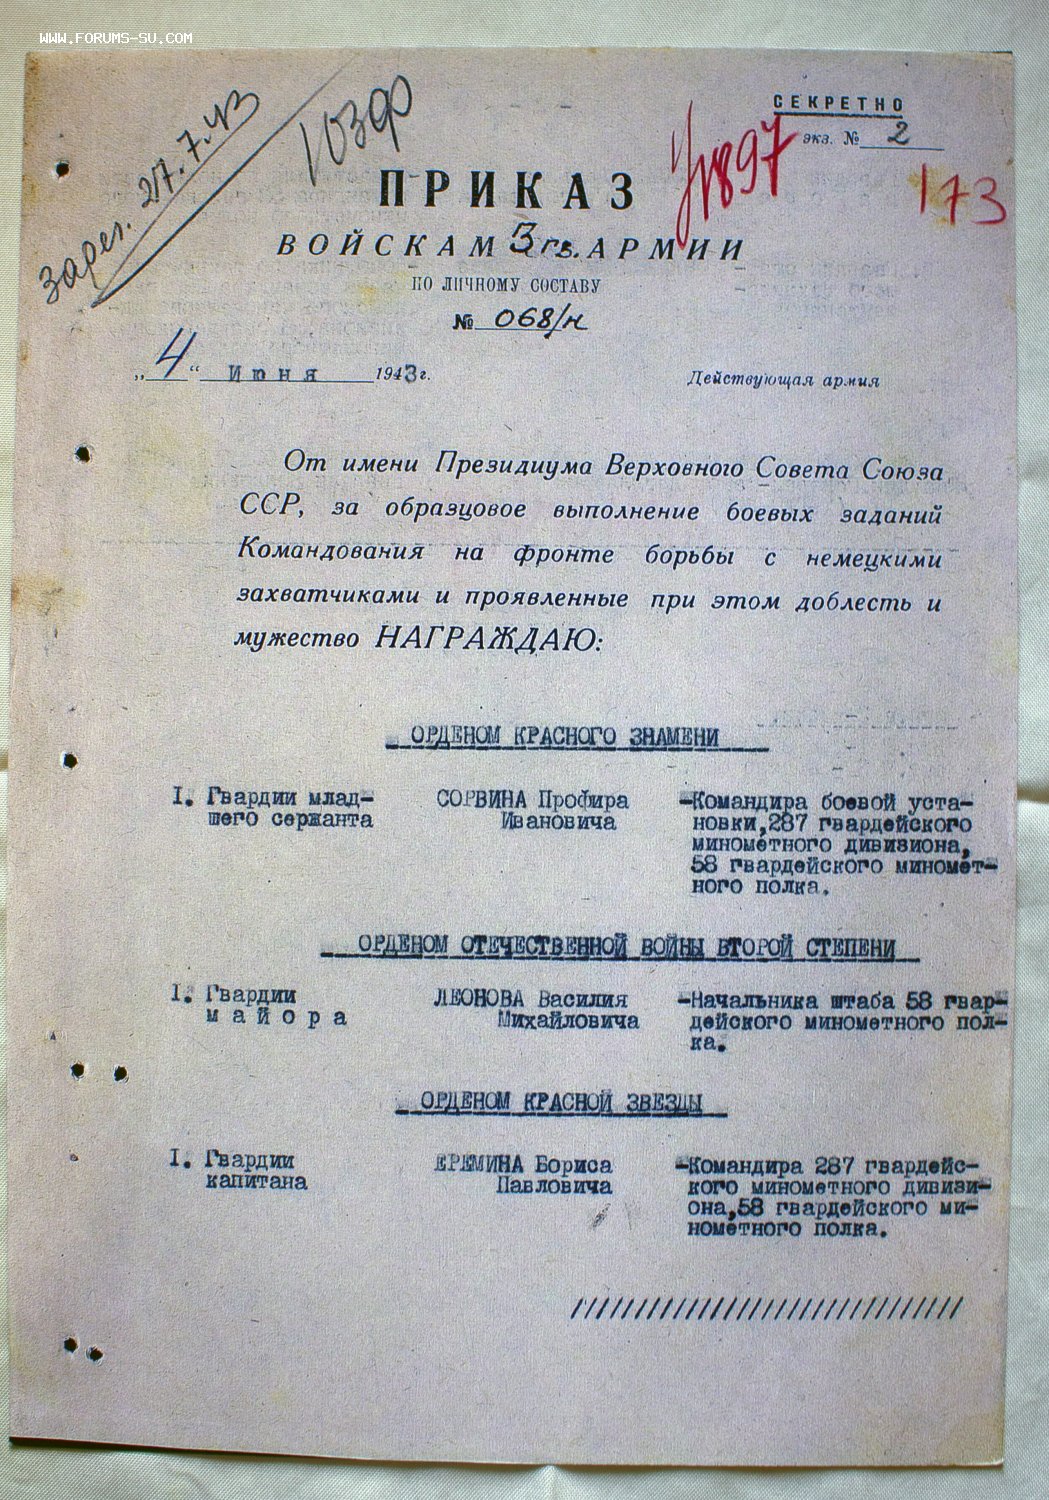 WWW.FORUMS-SU.COM
СЕКРЕТНО
экз. № 2
Зарег. 27.7.43
У1897
173
ПРИКАЗ
ВОЙСКАМ 3 гв. АРМИИ
ПО ЛИЧНОМУ СОСТАВУ
№ 068/н
„4“ Июня 1943 г.
Действующая армия
От имени Президиума Верховного Совета Союза
ССР, за образцовое выполнение боевых заданий
Командования на фронте борьбы с немецкими
захватчиками и проявленные при этом доблесть и
мужество НАГРАЖДАЮ:
ОРДЕНОМ КРАСНОГО ЗНАМЕНИ
I. Гвардии млад- СОРВИНА Профира -Командира боевой уста-
шего сержанта Ивановича новки,287 гвардейского
минометного дивизиона,
58 гвардейского миномет-
ного полка.
ОРДЕНОМ ОТЕЧЕСТВЕННОЙ ВОЙНЫ ВТОРОЙ СТЕПЕНИ
I. Гвардии ЛЕОНОВА Василия -Начальника штаба 58 гвар-
майора Михайловича дейского минометного пол-
ка.
ОРДЕНОМ КРАСНОЙ ЗВЕЗДЫ
I. Гвардии ЕРЕМИНА Бориса -Командира 287 гвардейс-
капитана Павловича кого минометного дивизи-
она,58 гвардейского ми-
нометного полка.
///////////////////////////////